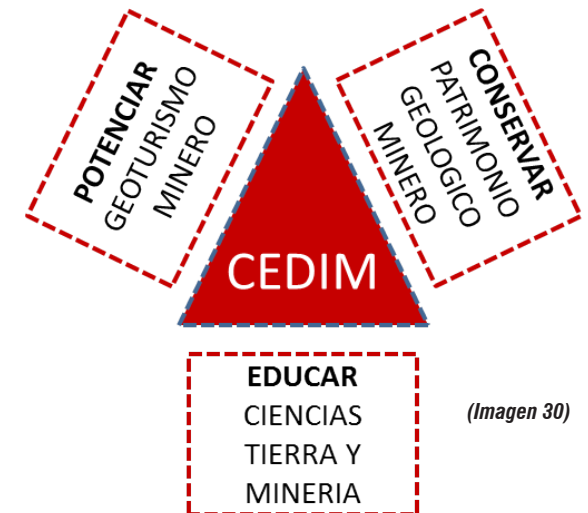 POTENCIAR
GEOTURISMO
MINERO
CONSERVAR
PATRIMONIO
GEOLOGICO
MINERO
CEDIM
EDUCAR
CIENCIAS
TIERRA Y
MINERIA
(Imagen 30)